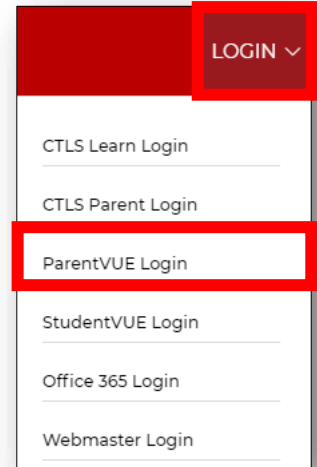 LOGIN
CTLS Learn Login
CTLS Parent Login
ParentVUE Login
StudentVUE Login
Office 365 Login
Webmaster Login